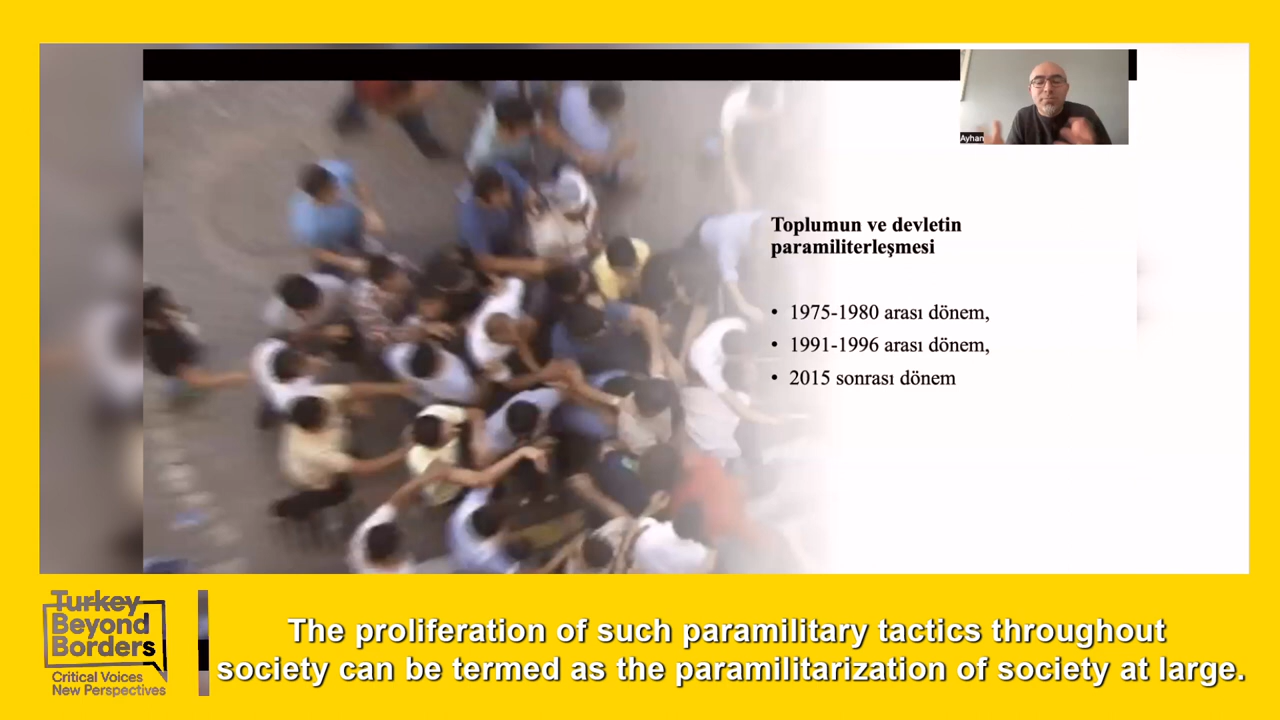 Ayhan
Toplumun ve devletin
paramiliterleşmesi
• 1975-1980 arası dönem,
• 1991-1996 arası dönem,
• 2015 sonrası dönem
Turkey
Beyond
Borders
Critical Voices
New Perspectives
The proliferation of such paramilitary tactics throughout
society can be termed as the paramilitarization of society at large.